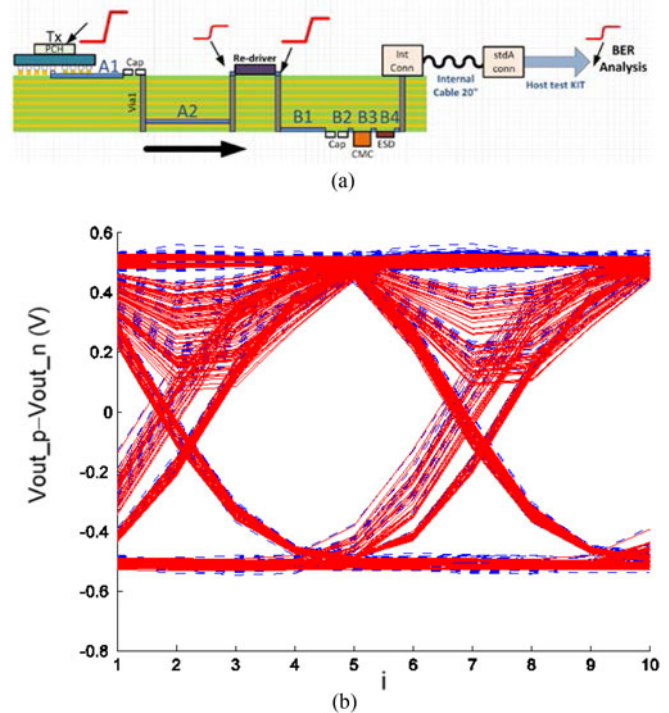 Tx
PCH
A1
Cap
Via1
A2
Re-driver
B1
B2
B3
B4
Cap
CMC
ESD
Int
Conn
Internal
Cable 20"
stdA
conn
Host test KIT
BER
Analysis
(a)
Vout_p−Vout_n (V)
0.6
0.4
0.2
0
-0.2
-0.4
-0.6
-0.8
1 2 3 4 5 6 7 8 9 10
i
(b)